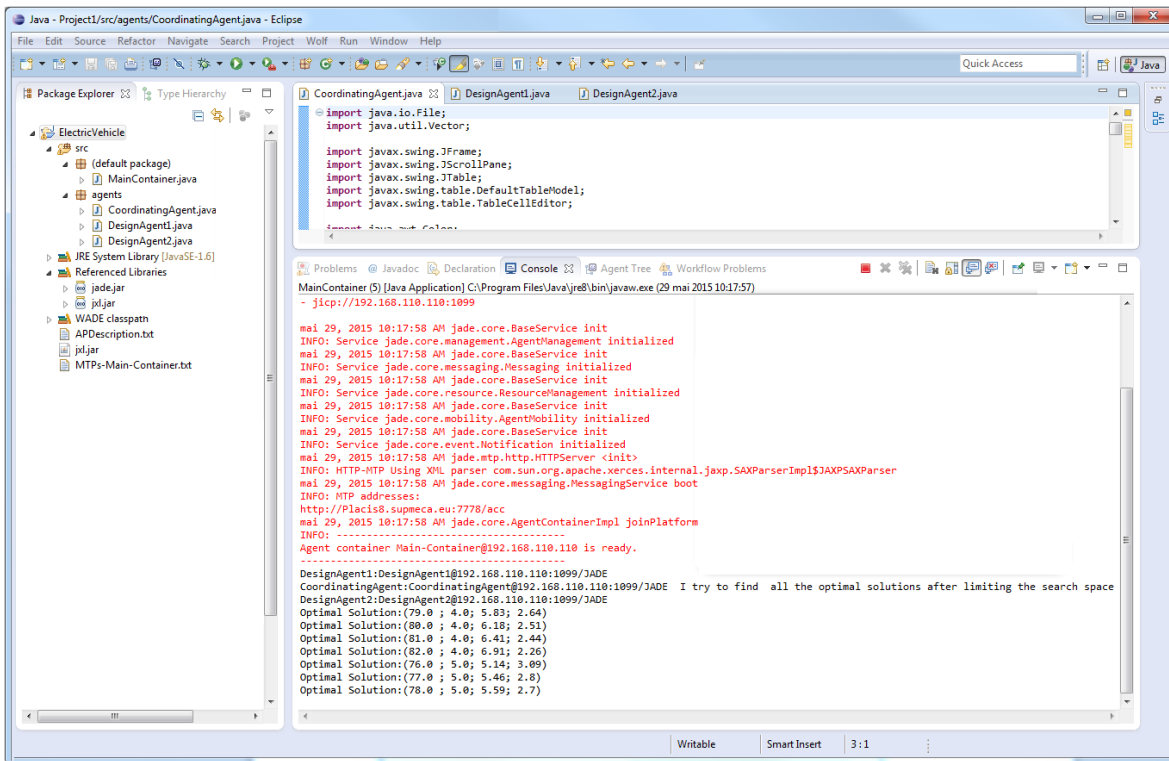 Java - Project1/src/agents/CoordinatingAgent.java - Eclipse
File Edit Source Refactor Navigate Search Project Wolf Run Window Help
Quick Access
Java
Package Explorer
Type Hierarchy
ElectricVehicle
src
(default package)
MainContainer.java
agents
CoordinatingAgent.java
DesignAgent1.java
DesignAgent2.java
JRE System Library [JavaSE-1.6]
Referenced Libraries
jade.jar
jxl.jar
WADE classpath
APDescription.txt
jxl.jar
MTPs-Main-Container.txt
CoordinatingAgent.java DesignAgent1.java DesignAgent2.java
import java.io.File;
import java.util.Vector;
import javax.swing.JFrame;
import javax.swing.JScrollPane;
import javax.swing.JTable;
import javax.swing.table.DefaultTableModel;
import javax.swing.table.TableCellEditor;
import java.awt.Color;
Problems @ Javadoc Declaration Console Agent Tree Workflow Problems
MainContainer (5) [Java Application] C:\Program Files\Java\jre8\bin\javaw.exe (29 mai 2015 10:17:57)
- jicp://192.168.110.110:1099
mai 29, 2015 10:17:58 AM jade.core.BaseService init
INFO: Service jade.core.management.AgentManagement initialized
mai 29, 2015 10:17:58 AM jade.core.BaseService init
INFO: Service jade.core.messaging.Messaging initialized
mai 29, 2015 10:17:58 AM jade.core.BaseService init
INFO: Service jade.core.resource.ResourceManagement initialized
mai 29, 2015 10:17:58 AM jade.core.BaseService init
INFO: Service jade.core.mobility.AgentMobility initialized
mai 29, 2015 10:17:58 AM jade.core.BaseService init
INFO: Service jade.core.event.Notification initialized
mai 29, 2015 10:17:58 AM jade.mtp.http.HTTPServer <init>
INFO: HTTP-MTP Using XML parser com.sun.org.apache.xerces.internal.jaxp.SAXParserImpl$JAXPSAXParser
mai 29, 2015 10:17:58 AM jade.core.messaging.MessagingService boot
INFO: MTP addresses:
http://Placis8.supmeca.eu:7778/acc
mai 29, 2015 10:17:58 AM jade.core.AgentContainerImpl joinPlatform
INFO: --------------------------------------
Agent container Main-Container@192.168.110.110 is ready.
--------------------------------------------
DesignAgent1:DesignAgent1@192.168.110.110:1099/JADE
CoordinatingAgent:CoordinatingAgent@192.168.110.110:1099/JADE I try to find all the optimal solutions after limiting the search space
DesignAgent2:DesignAgent2@192.168.110.110:1099/JADE
Optimal Solution:(79.0 ; 4.0; 5.83; 2.64)
Optimal Solution:(80.0 ; 4.0; 6.18; 2.51)
Optimal Solution:(81.0 ; 4.0; 6.41; 2.44)
Optimal Solution:(82.0 ; 4.0; 6.91; 2.26)
Optimal Solution:(76.0 ; 5.0; 5.14; 3.09)
Optimal Solution:(77.0 ; 5.0; 5.46; 2.8)
Optimal Solution:(78.0 ; 5.0; 5.59; 2.7)
Writable Smart Insert 3 : 1